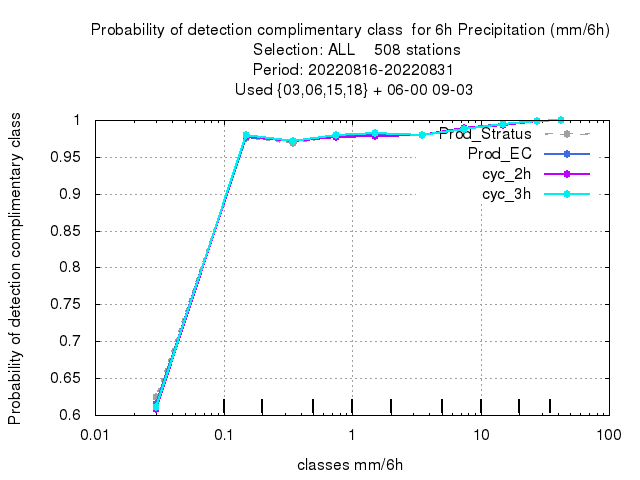 Probability of detection complimentary class  for 6h Precipitation (mm/6h)
Selection: ALL    508 stations
Period: 20220816-20220831
Used {03,06,15,18} + 06-00 09-03
Probability of detection complimentary class
1
0.95
0.9
0.85
0.8
0.75
0.7
0.65
0.6
Prod_Stratus
Prod_EC
cyc_2h
cyc_3h
0.01 0.1 1 10 100
classes mm/6h